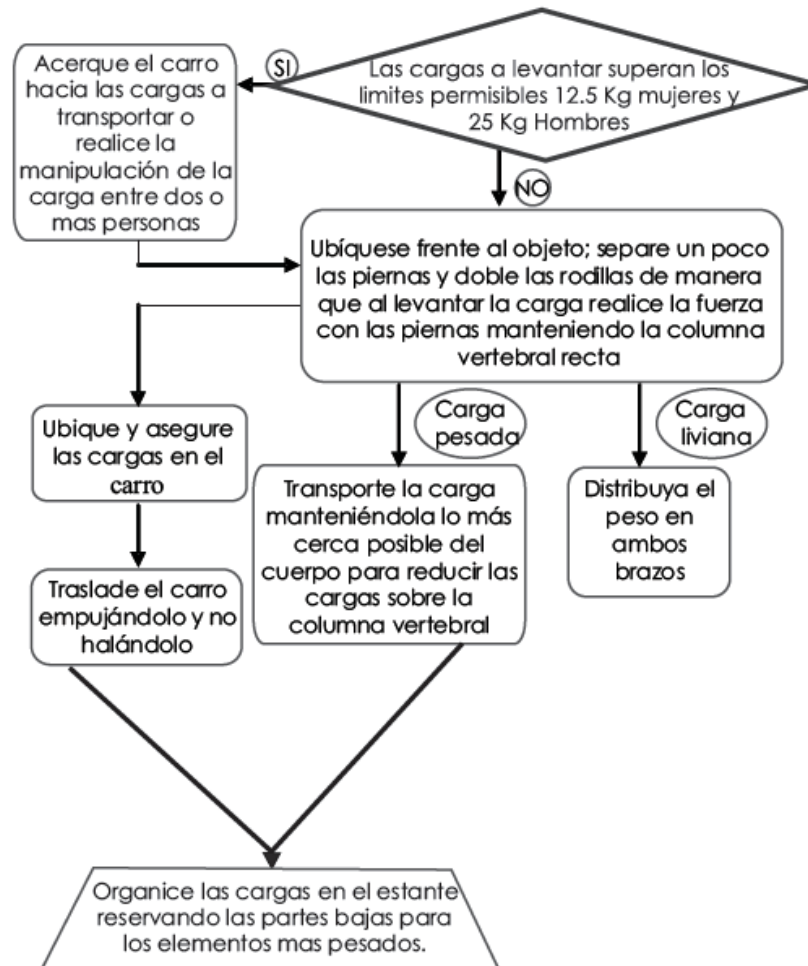 SI
Las cargas a levantar superan los
limites permisibles 12.5 Kg mujeres y
25 Kg Hombres
Acerque el carro
hacia las cargas a
transportar o
realice la
manipulación de la
carga entre dos o
mas personas
NO
Ubíquese frente al objeto; separe un poco
las piernas y doble las rodillas de manera
que al levantar la carga realice la fuerza
con las piernas manteniendo la columna
vertebral recta
Ubique y asegure
las cargas en el
carro
Carga
pesada
Carga
liviana
Transporte la carga
manteniéndola lo más
cerca posible del
cuerpo para reducir las
cargas sobre la
columna vertebral
Distribuya el
peso en
ambos
brazos
Traslade el carro
empujándolo y no
halándolo
Organice las cargas en el estante
reservando las partes bajas para
los elementos mas pesados.